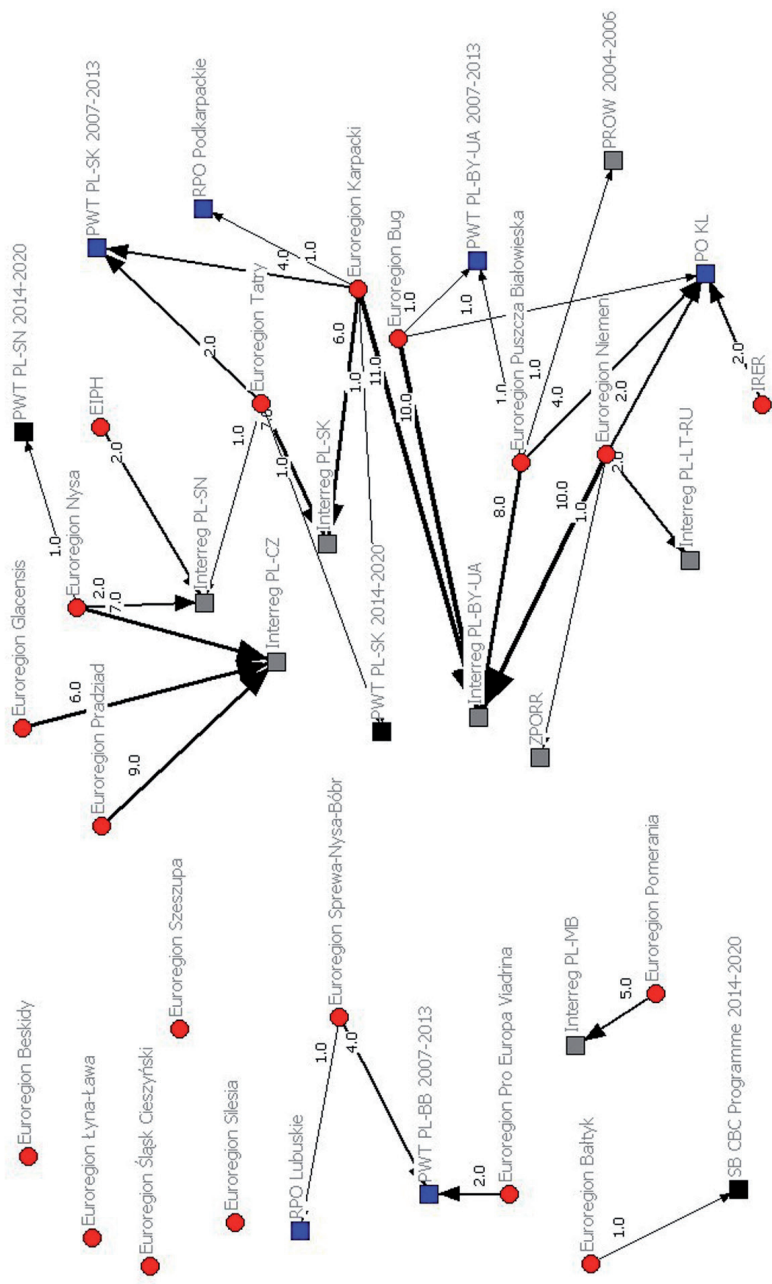 Euroregion Beskidy
Euroregion Łyna-Ława
Euroregion Śląsk Cieszyński
Euroregion Szeszupa
Euroregion Silesia
RPO Lubuskie
1.0
Euroregion Sprewa-Nysa-Bóbr
4.0
PWT PL-BB 2007-2013
2.0
Euroregion Pro Europa Viadrina
Interreg PL-MB
5.0
Euroregion Pomerania
Euroregion Bałtyk
1.0
SB CBC Programme 2014-2020
Euroregion Glacensis
6.0
Euroregion Pradziad
9.0
Euroregion Nysa
1.0
2.0
7.0
PWT PL-SN 2014-2020
EIPH
2.0
Interreg PL-SN
Interreg PL-CZ
1.0
Euroregion Tatry
2.0
7.0
1.0
PWT PL-SK 2007-2013
RPO Podkarpackie
4.0
1.0
Euroregion Karpacki
6.0
1.0
11.0
Interreg PL-SK
PWT PL-SK 2014-2020
Euroregion Bug
1.0
10.0
1.0
PWT PL-BY-UA 2007-2013
Interreg PL-BY-UA
Euroregion Puszcza Białowieska
1.0
1.0
4.0
8.0
PROW 2004-2006
Euroregion Niemen
2.0
10.0
1.0
2.0
ZPORR
Interreg PL-LT-RU
PO KL
2.0
IRER